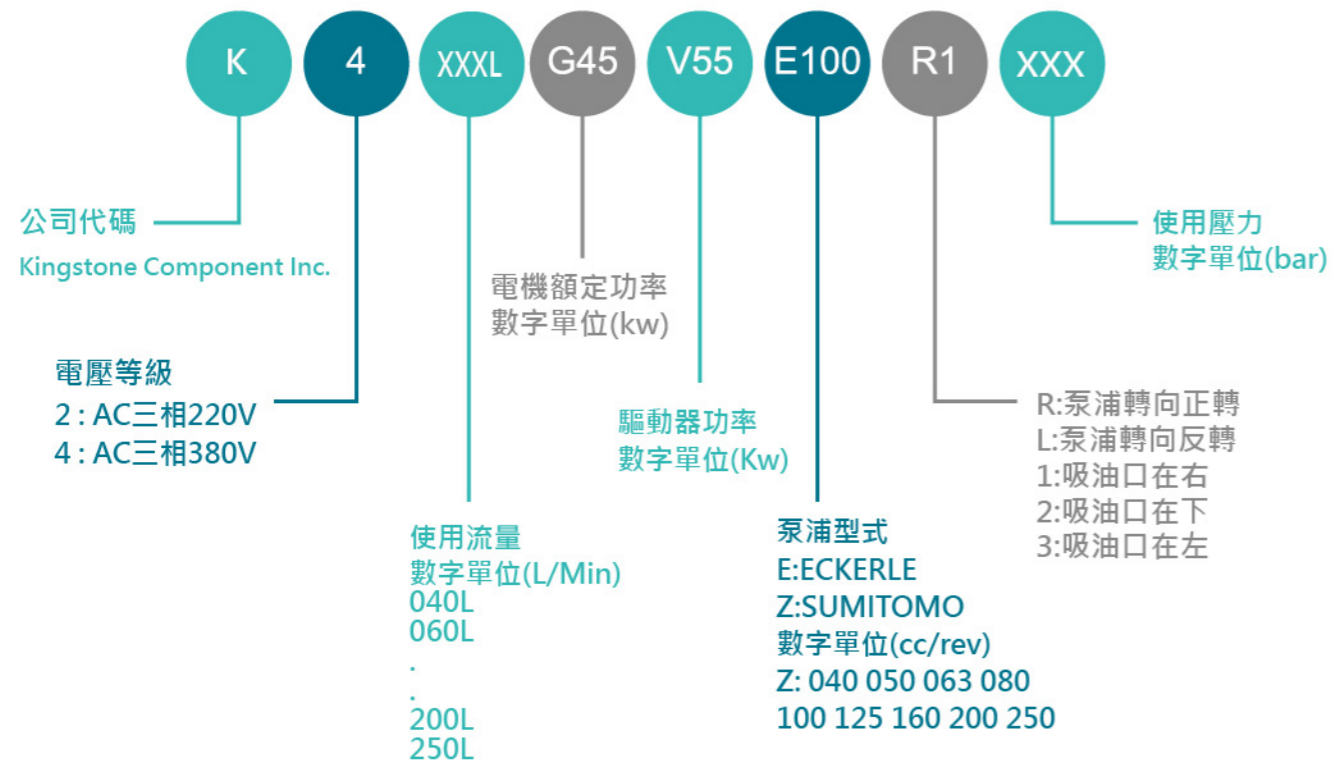 K
4
XXXL
G45
V55
E100
R1
XXX
公司代碼
Kingstone Component Inc.
電壓等級
2 : AC三相220V
4 : AC三相380V
使用流量
數字單位(L/Min)
040L
060L
.
.
200L
250L
電機額定功率
數字單位(kw)
驅動器功率
數字單位(Kw)
泵浦型式
E:ECKERLE
Z:SUMITOMO
數字單位(cc/rev)
Z: 040 050 063 080
100 125 160 200 250
R:泵浦轉向正轉
L:泵浦轉向反轉
1:吸油口在右
2:吸油口在下
3:吸油口在左
使用壓力
數字單位(bar)